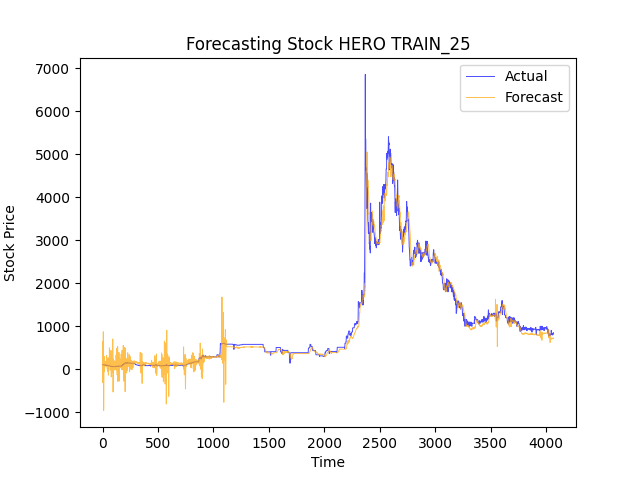 Forecasting Stock HERO TRAIN_25
Actual
Forecast
7000
6000
5000
4000
3000
2000
1000
0
−1000
Stock Price
0 500 1000 1500 2000 2500 3000 3500 4000
Time